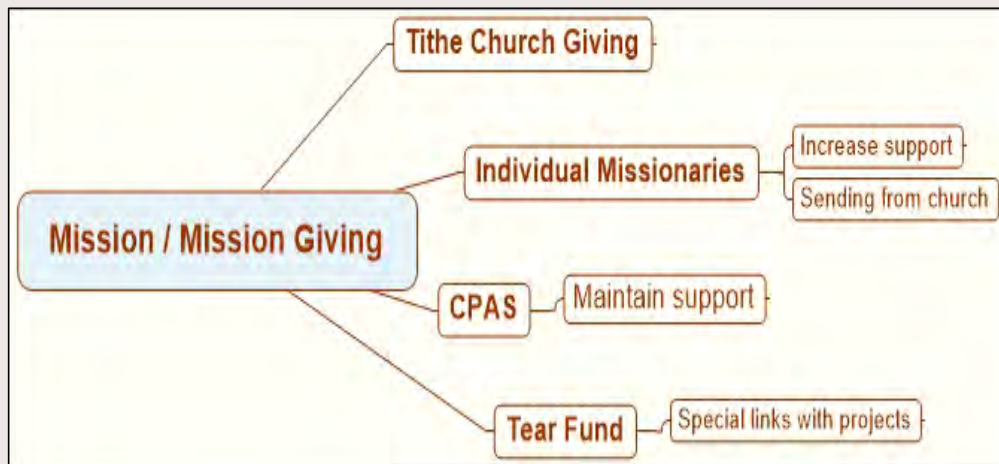 Tithe Church Giving
Individual Missionaries
Increase support
Sending from church
Mission / Mission Giving
CPAS
Maintain support
Tear Fund
Special links with projects